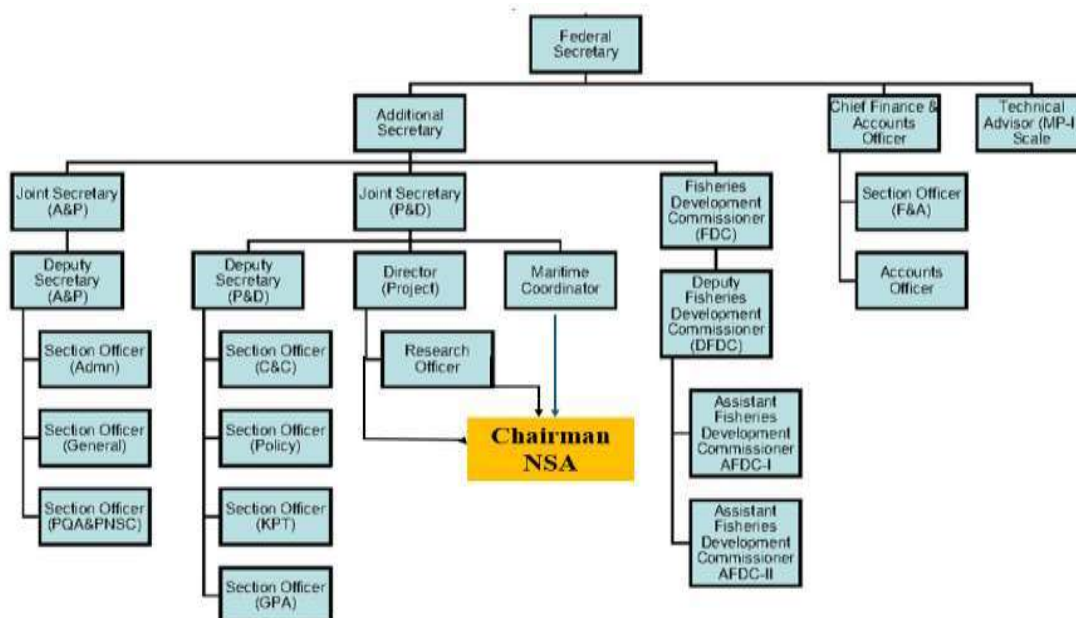 Federal
Secretary
Additional
Secretary
Chief Finance &
Accounts
Officer
Technical
Advisor (MP-I
Scale
Joint Secretary
(A&P)
Joint Secretary
(P&D)
Fisheries
Development
Commissioner
(FDC)
Section Officer
(F&A)
Deputy
Secretary
(A&P)
Deputy
Secretary
(P&D)
Director
(Project)
Maritime
Coordinator
Deputy
Fisheries
Development
Commissioner
(DFDC)
Accounts
Officer
Section Officer
(Admn)
Section Officer
(C&C)
Research
Officer
Section Officer
(General)
Section Officer
(Policy)
Chairman
NSA
Assistant
Fisheries
Development
Commissioner
AFDC-I
Section Officer
(PQA&PNSC)
Section Officer
(KPT)
Assistant
Fisheries
Development
Commissioner
AFDC-II
Section Officer
(GPA)